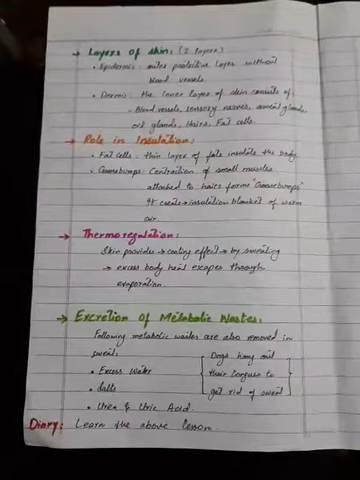 → Layers of skin: (2 layers)
• Epidermis: outer protective layer without
blood vessels.
• Dermis: the inner layer of skin consists of:
- Blood vessels, sensory nerves, sweat glands,
oil glands, Hairs, Fat cells.
→ Role in Insulation:
• Fat cells: thin layer of fats insulate the body.
• Goosebumps: Contraction of small muscles
attached to hairs forms "Goosebumps"
It create → insulation blanket of warm
air.
→ Thermoregulation:
Skin provides → cooling effect → by sweating
→ excess body heat escapes through
evaporation
→ Excretion of Metabolic Wastes:
Following metabolic wastes are also removed in
sweat:
• Excess Water
• Salts
• Urea & Uric Acid.
Dogs hang out
their tongues to
get rid of sweat
Diary: Learn the above lesson.